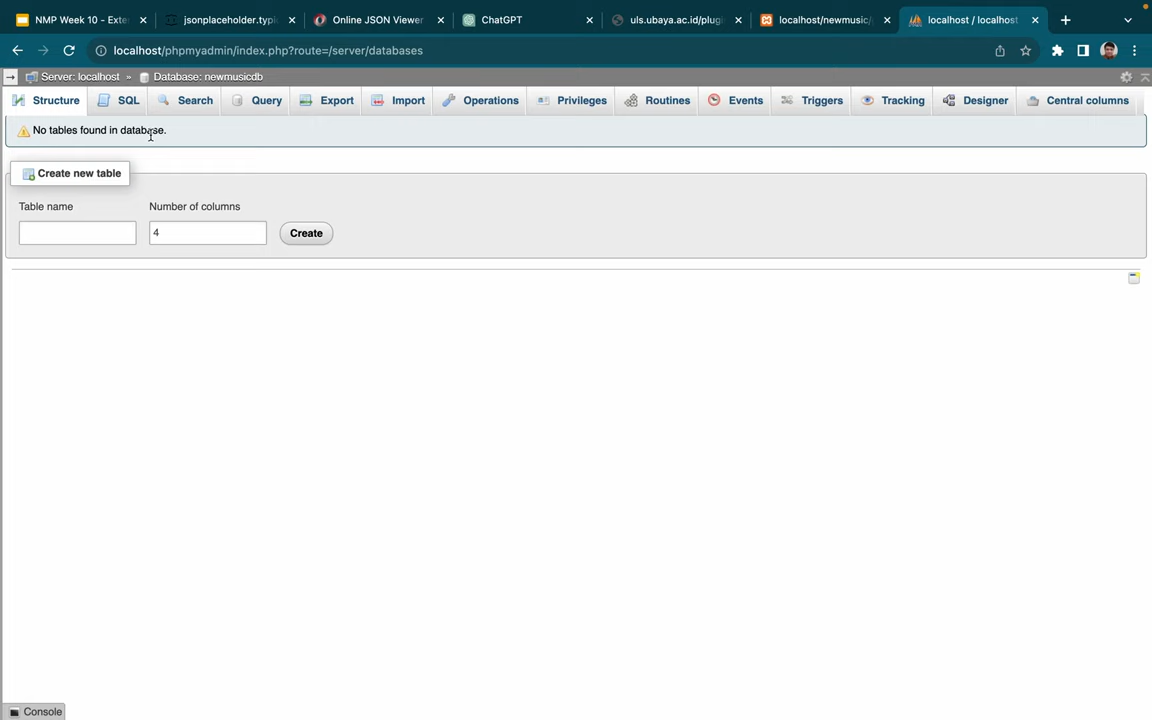 NMP Week 10 - Exte
jsonplaceholder.typi
Online JSON Viewer
ChatGPT
uls.ubaya.ac.id/plugi
localhost/newmusic/
localhost / localhost
localhost/phpmyadmin/index.php?route=/server/databases
Server: localhost » Database: newmusicdb
Structure SQL Search Query Export Import Operations Privileges Routines Events Triggers Tracking Designer Central columns
No tables found in database.
Create new table
Table name Number of columns
4 Create
Console